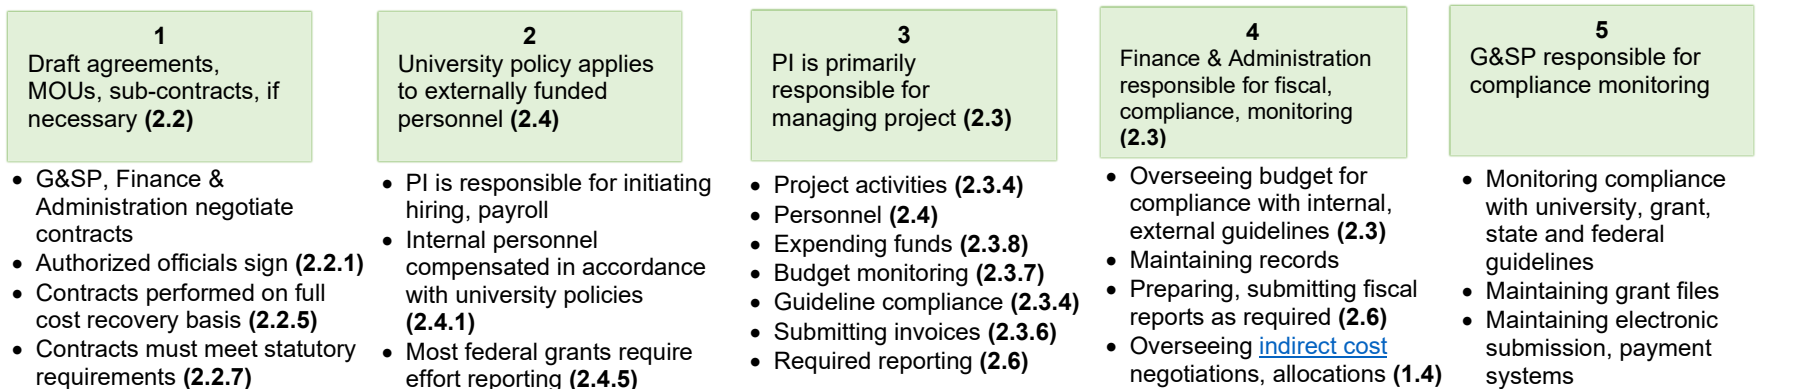 1
Draft agreements,
MOUs, sub-contracts, if
necessary (2.2)
• G&SP, Finance &
Administration negotiate
contracts
• Authorized officials sign (2.2.1)
• Contracts performed on full
cost recovery basis (2.2.5)
• Contracts must meet statutory
requirements (2.2.7)
2
University policy applies
to externally funded
personnel (2.4)
• PI is responsible for initiating
hiring, payroll
• Internal personnel
compensated in accordance
with university policies
(2.4.1)
• Most federal grants require
effort reporting (2.4.5)
3
PI is primarily
responsible for
managing project (2.3)
• Project activities (2.3.4)
• Personnel (2.4)
• Expending funds (2.3.8)
• Budget monitoring (2.3.7)
• Guideline compliance (2.3.4)
• Submitting invoices (2.3.6)
• Required reporting (2.6)
4
Finance & Administration
responsible for fiscal,
compliance, monitoring
(2.3)
• Overseeing budget for
compliance with internal,
external guidelines (2.3)
• Maintaining records
• Preparing, submitting fiscal
reports as required (2.6)
• Overseeing indirect cost
negotiations, allocations (1.4)
5
G&SP responsible for
compliance monitoring
• Monitoring compliance
with university, grant,
state and federal
guidelines
• Maintaining grant files
• Maintaining electronic
submission, payment
systems